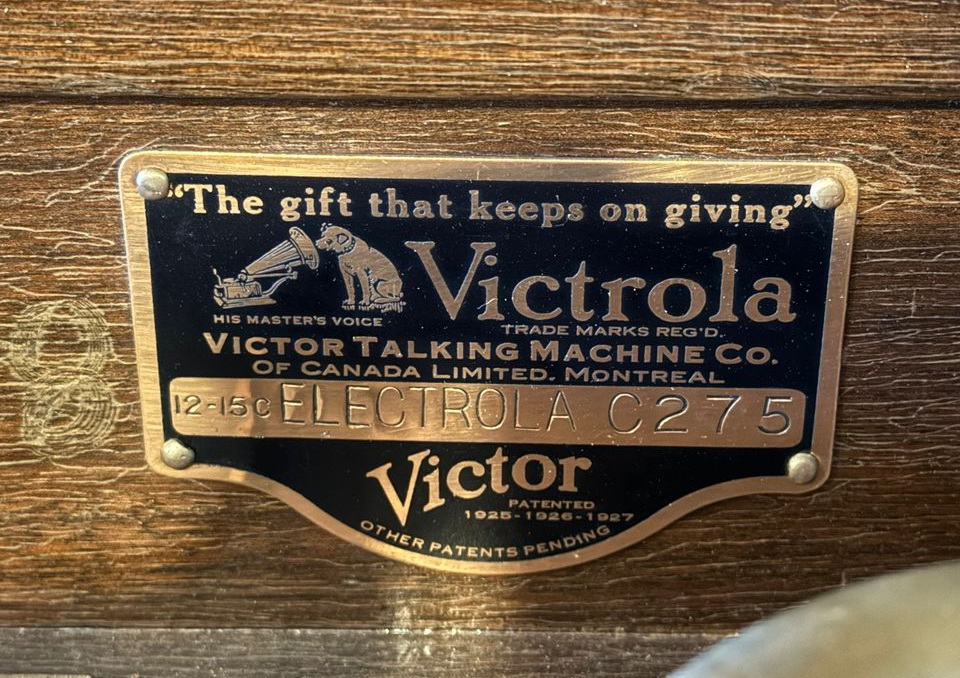 “The gift that keeps on giving”
HIS MASTER'S VOICE
Victrola
TRADE MARKS REG'D.
VICTOR TALKING MACHINE CO.
OF CANADA LIMITED. MONTREAL
12-15C ELECTROLA C275
Victor
PATENTED
1925-1926-1927
OTHER PATENTS PENDING